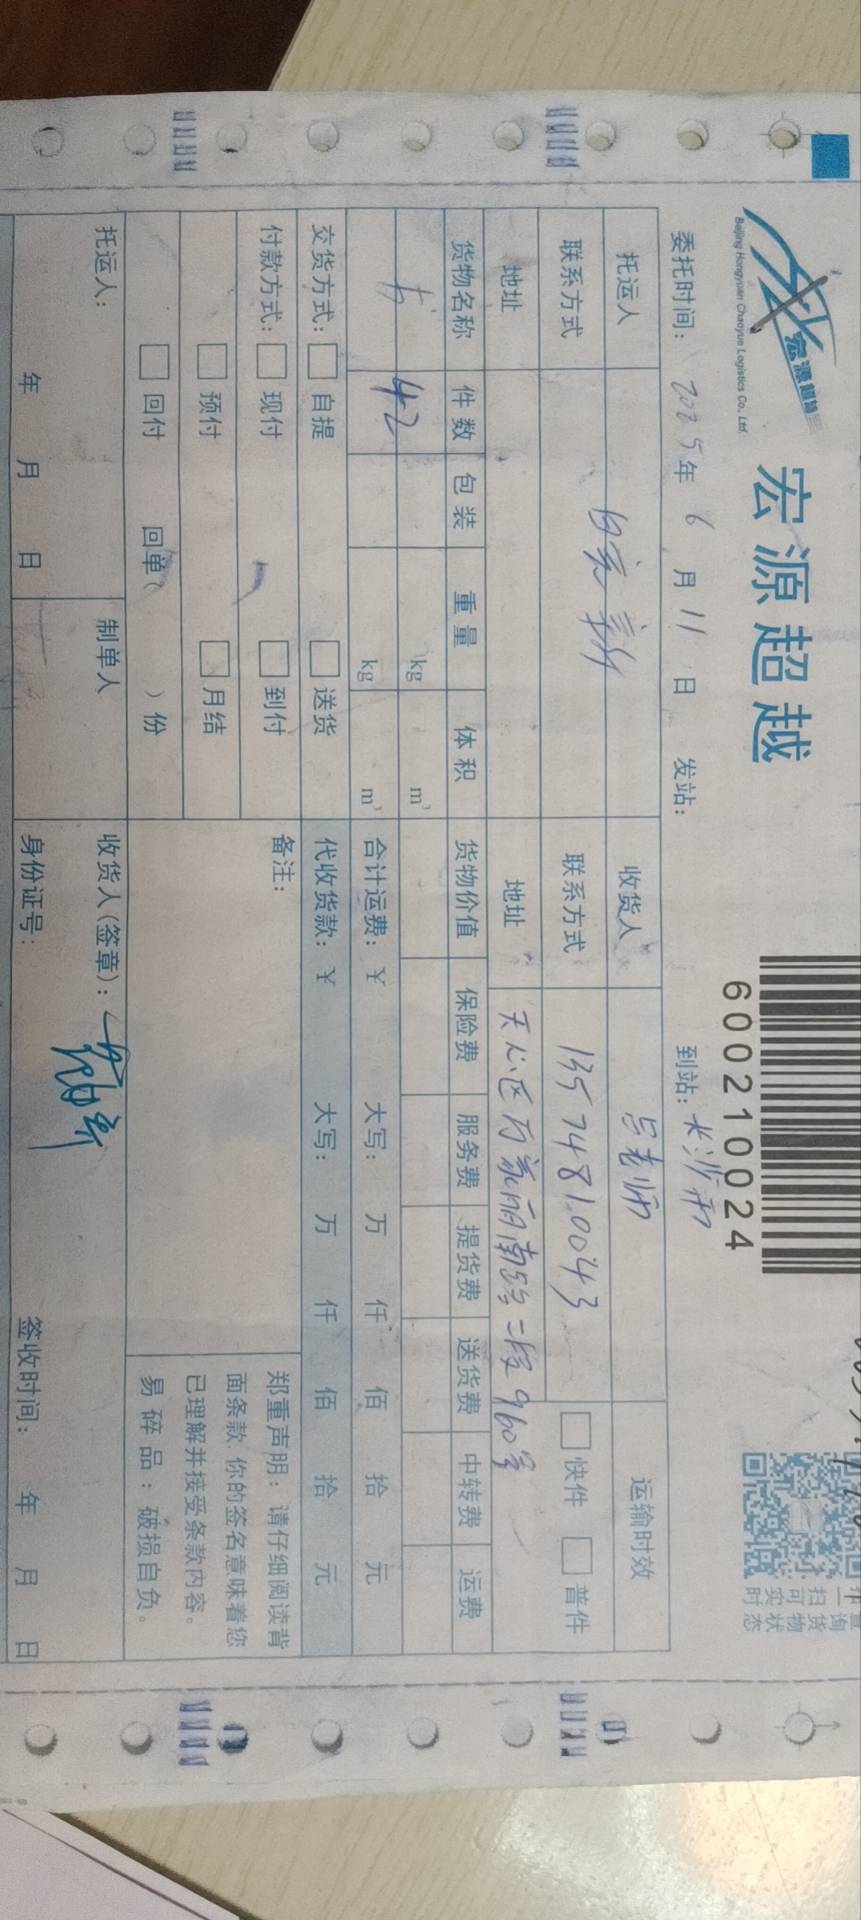 宏源超越
Beijing Hongyuan Chaoyue Logistics Co., Ltd.
宏源超越
600210024
委托时间: 2025年 6 月 11 日 发站: 到站: 长沙
托运人 收货人 老师 运输时效
联系方式 联系方式 13574810043 快件 普件
地址 地址 天心区万家丽南路二段960号
货物名称 件数 包装 重量 体积 货物价值 保险费 服务费 提货费 送货费 中转费 运费
kg m³
42 kg m³ 合计运费: ¥ 大写: 万 仟 佰 拾 元
交货方式: 自提 送货 代收货款: ¥ 大写: 万 仟 佰 拾 元
付款方式: 现付 到付 备注:
预付 月结
回付 回单( )份
郑重声明: 请仔细阅读背
面条款,你的签名意味着您
已理解并接受条款内容。
易碎品: 破损自负。
托运人: 制单人 收货人(签章):
年 月 日 身份证号: 签收时间: 年 月 日